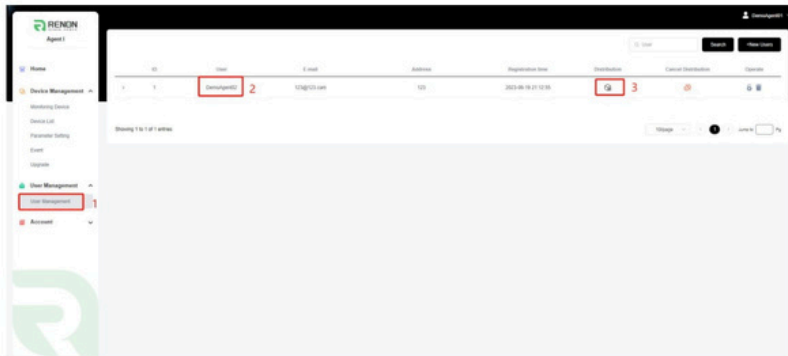 DemoAgent01
RENON
Agent I
User
Search
+New Users
Home
ID
User
E-mail
Address
Registration time
Distribution
Cancel Distribution
Operate
Device Management
1
DemoAgent02
2
123@123.com
123
3
Monitoring Device
Device List
Showing 1 to 1 of 1 entries
10/page
1
Jump to
Pg
Parameter Setting
Event
Upgrade
User Management
User Management
1
Account